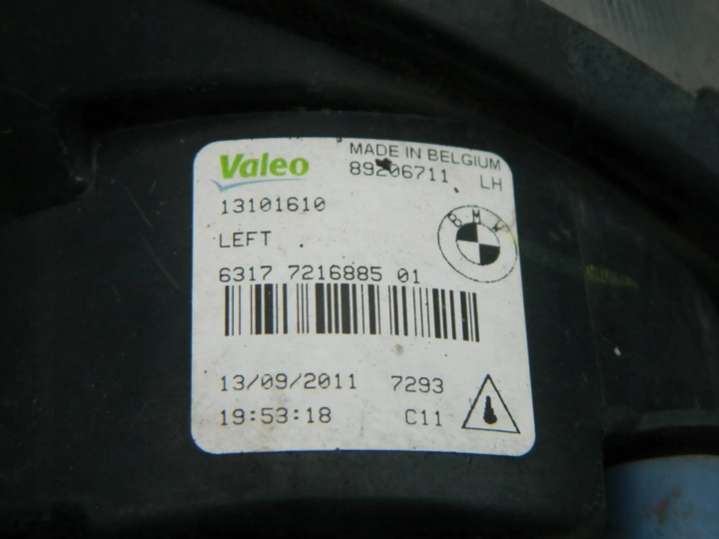 Valeo MADE IN BELGIUM
89206711 LH
13101610
LEFT
BMW
6317 7216885 01
13/09/2011 7293
19:53:18 C11